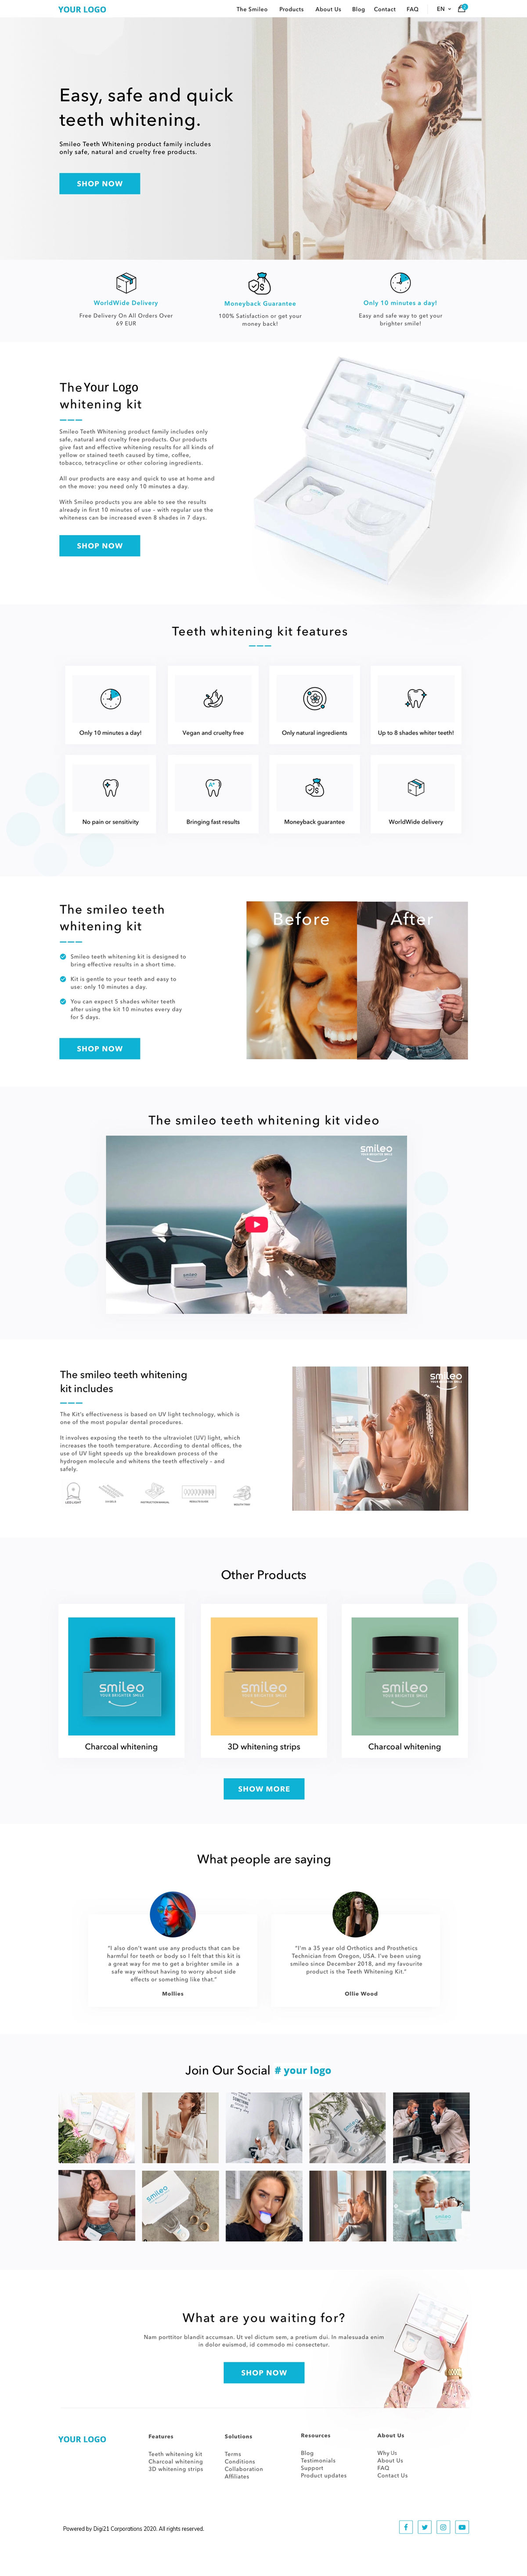 YOUR LOGO
The Smileo Products About Us Blog Contact FAQ EN
Easy, safe and quick
teeth whitening.
Smileo Teeth Whitening product family includes
only safe, natural and cruelty free products.
SHOP NOW
WorldWide Delivery
Free Delivery On All Orders Over
69 EUR
Moneyback Guarantee
100% Satisfaction or get your
money back!
Only 10 minutes a day!
Easy and safe way to get your
brighter smile!
The Your Logo
whitening kit
Smileo Teeth Whitening product family includes only
safe, natural and cruelty free products. Our products
give fast and effective whitening results for all kinds of
yellow or stained teeth caused by time, coffee,
tobacco, tetracycline or other coloring ingredients.
All our products are easy and quick to use at home and
on the move: you need only 10 minutes a day.
With Smileo products you are able to see the results
already in first 10 minutes of use – with regular use the
whiteness can be increased even 8 shades in 7 days.
SHOP NOW
Teeth whitening kit features
Only 10 minutes a day!
Vegan and cruelty free
Only natural ingredients
Up to 8 shades whiter teeth!
No pain or sensitivity
Bringing fast results
Moneyback guarantee
WorldWide delivery
The smileo teeth
whitening kit
Smileo teeth whitening kit is designed to
bring effective results in a short time.
Kit is gentle to your teeth and easy to
use: only 10 minutes a day.
You can expect 5 shades whiter teeth
after using the kit 10 minutes every day
for 5 days.
SHOP NOW
Before
After
The smileo teeth whitening kit video
smileo
YOUR BRIGHTER SMILE
smileo
The smileo teeth whitening
kit includes
The Kit's effectiveness is based on UV light technology, which is
one of the most popular dental procedures.
It involves exposing the teeth to the ultraviolet (UV) light, which
increases the tooth temperature. According to dental offices, the
use of UV light speeds up the breakdown process of the
hydrogen molecule and whitens the teeth effectively – and
safely.
LED LIGHT
INSTRUCTION MANUAL
smileo
YOUR BRIGHTER SMILE
Other Products
smileo
YOUR BRIGHTER SMILE
Charcoal whitening
smileo
YOUR BRIGHTER SMILE
3D whitening strips
smileo
YOUR BRIGHTER SMILE
Charcoal whitening
SHOW MORE
What people are saying
"I also don't want use any products that can be
harmful for teeth or body so I felt that this kit is
a great way for me to get a brighter smile in a
safe way without having to worry about side
effects or something like that."
Mollies
"I'm a 35 year old Orthotics and Prosthetics
Technician from Oregon, USA. I've been using
smileo since December 2018, and my favourite
product is the Teeth Whitening Kit."
Ollie Wood
Join Our Social # your logo
smileo
smileo
smileo
What are you waiting for?
Nam porttitor blandit accumsan. Ut vel dictum sem, a pretium dui. In malesuada enim
in dolor euismod, id commodo mi consectetur.
SHOP NOW
YOUR LOGO
Features
Teeth whitening kit
Charcoal whitening
3D whitening strips
Solutions
Terms
Conditions
Collaboration
Affiliates
Resources
Blog
Testimonials
Support
Product updates
About Us
Why Us
About Us
FAQ
Contact Us
Powered by Digi21 Corporations 2020. All rights reserved.